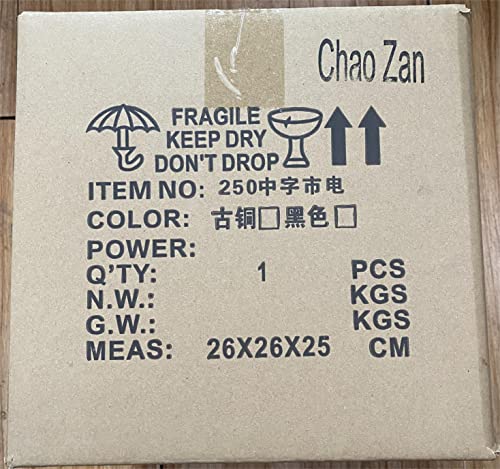 Chao Zan
FRAGILE
KEEP DRY
DON'T DROP
ITEM NO: 250中字市电
COLOR: 古铜□黑色□
POWER:
Q'TY: 1 PCS
N.W.: KGS
G.W.: KGS
MEAS: 26X26X25 CM